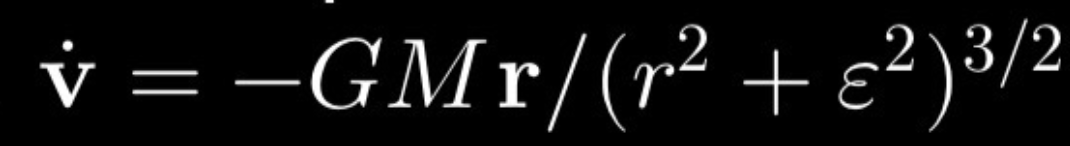 v̇ = −GM r/(r² + ε²)^{3/2}